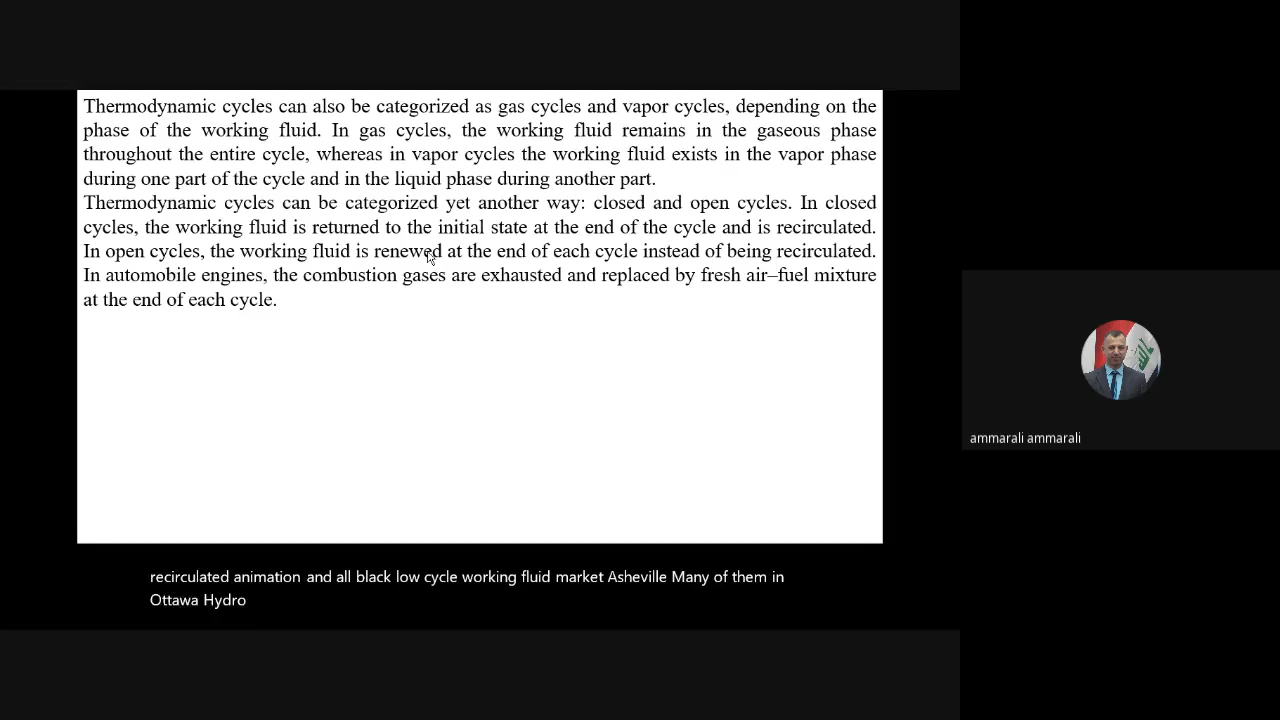 Thermodynamic cycles can also be categorized as gas cycles and vapor cycles, depending on the
phase of the working fluid. In gas cycles, the working fluid remains in the gaseous phase
throughout the entire cycle, whereas in vapor cycles the working fluid exists in the vapor phase
during one part of the cycle and in the liquid phase during another part.
Thermodynamic cycles can be categorized yet another way: closed and open cycles. In closed
cycles, the working fluid is returned to the initial state at the end of the cycle and is recirculated.
In open cycles, the working fluid is renewed at the end of each cycle instead of being recirculated.
In automobile engines, the combustion gases are exhausted and replaced by fresh air–fuel mixture
at the end of each cycle.
ammarali ammarali
recirculated animation and all black low cycle working fluid market Asheville Many of them in
Ottawa Hydro